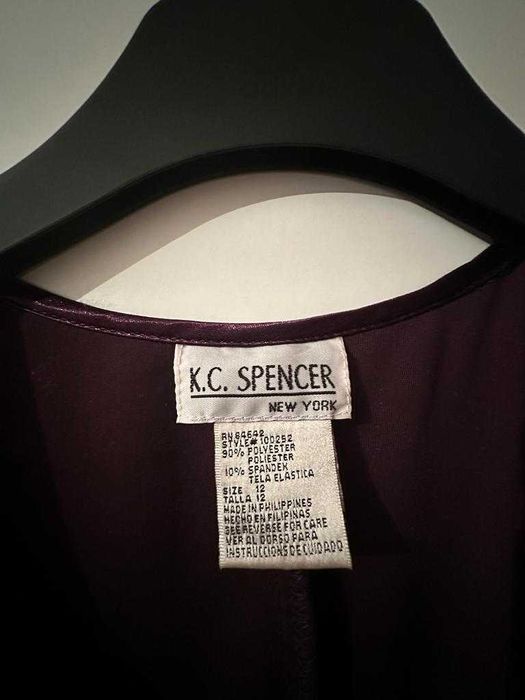 K.C. SPENCER
NEW YORK
RN 84642
STYLE# 100252
90% POLYESTER
POLIESTER
10% SPANDEX
TELA ELASTICA
SIZE 12
TALLA 12
MADE IN PHILIPPINES
HECHO EN FILIPINAS
SEE REVERSE FOR CARE
VER AL DORSO PARA
INSTRUCCIONES DE CUIDADO